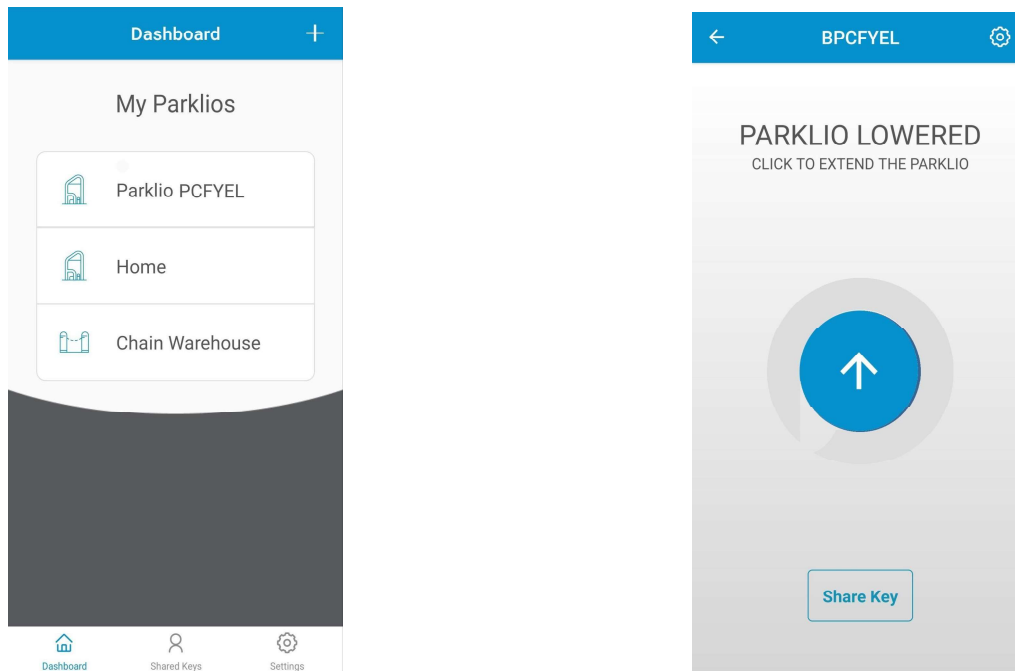 Dashboard
My Parklios
Parklio PCFYEL
Home
Chain Warehouse
Dashboard
Shared Keys
Settings
BPCFYEL
PARKLIO LOWERED
CLICK TO EXTEND THE PARKLIO
Share Key